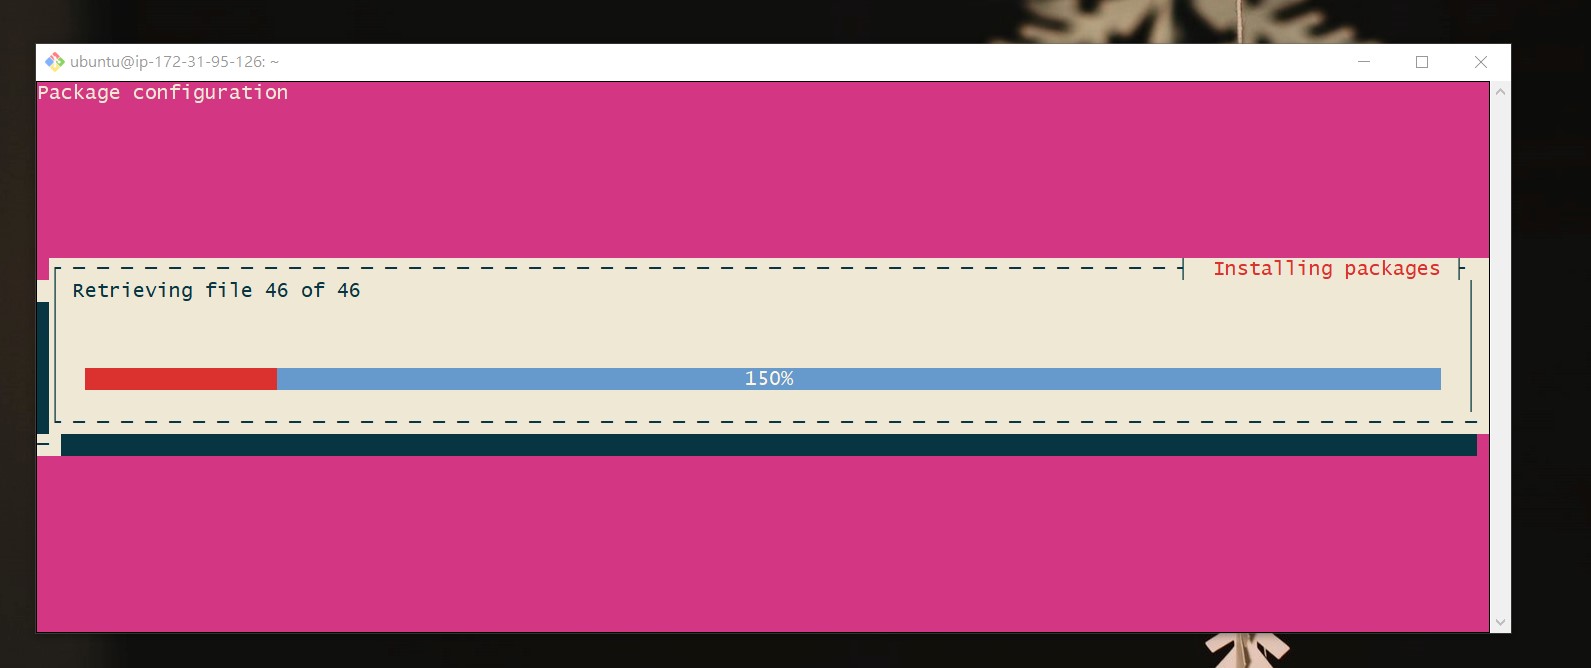 ubuntu@ip-172-31-95-126: ~
Package configuration
Installing packages
Retrieving file 46 of 46
150%